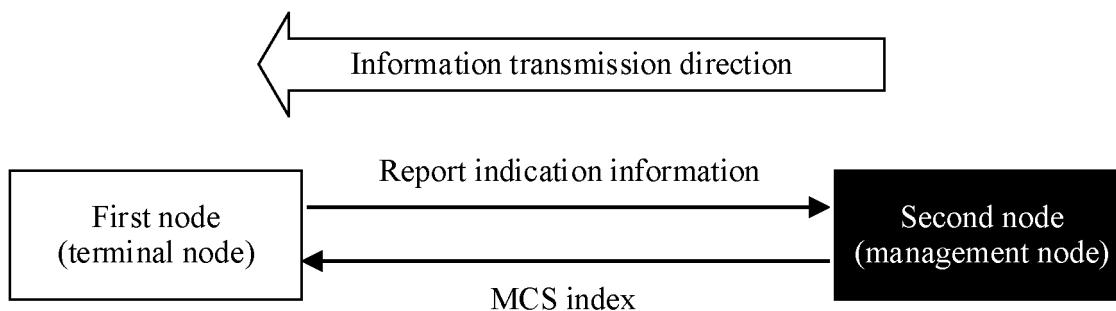 Information transmission direction
Report indication information
First node
(terminal node)
Second node
(management node)
MCS index